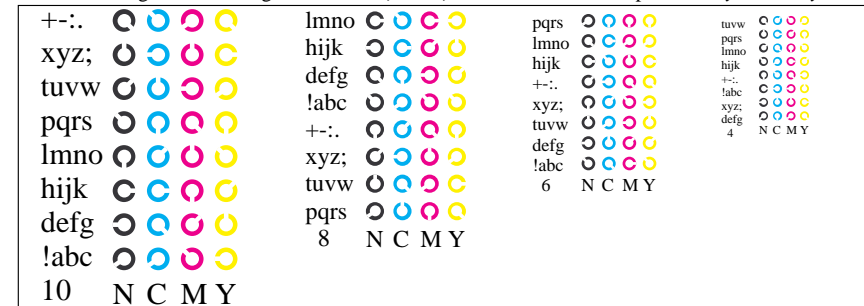 +-:.
xyz;
tuvw
pqrs
lmno
hijk
defg
!abc
10 N C M Y
lmno
hijk
defg
!abc
+-:.
xyz;
tuvw
pqrs
8 N C M Y
pqrs
lmno
hijk
+-:.
xyz;
tuvw
defg
!abc
6 N C M Y
tuvw
pqrs
lmno
hijk
+-:.
!abc
xyz;
defg
4 N C M Y